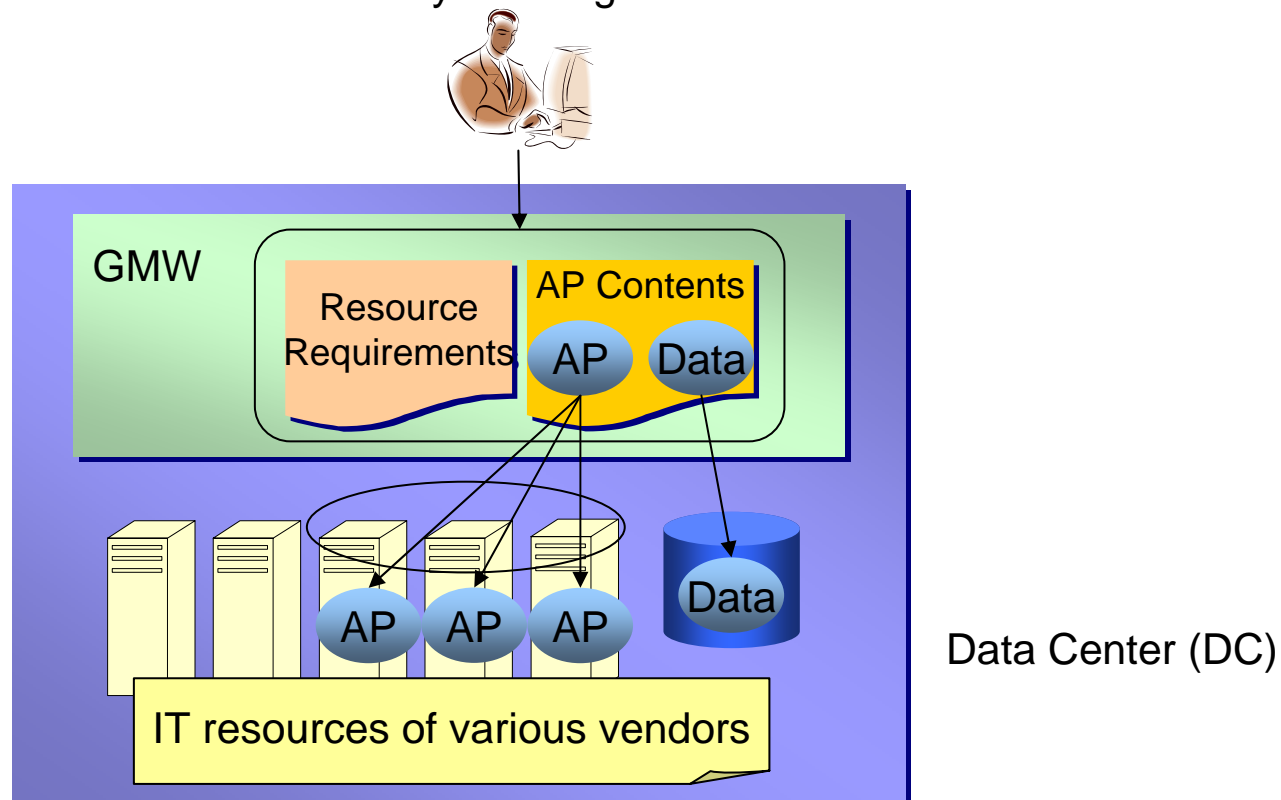 GMW
Resource
Requirements
AP Contents
AP
Data
AP
AP
AP
Data
Data Center (DC)
IT resources of various vendors